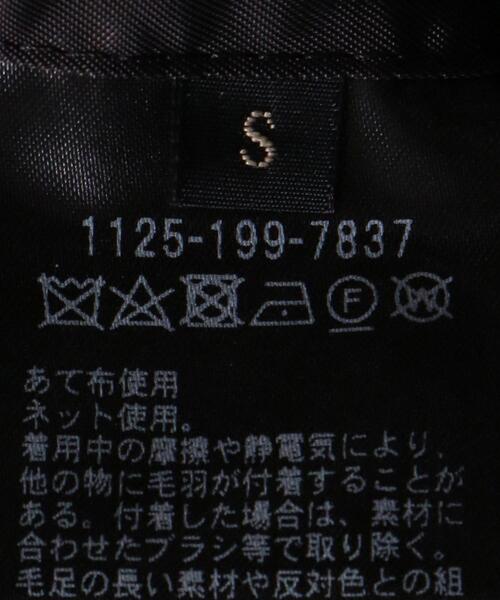 S
1125-199-7837
F
W
あて布使用
ネット使用。
着用中の摩擦や静電気により、
他の物に毛羽が付着することが
ある。付着した場合は、素材に
合わせたブラシ等で取り除く。
毛足の長い素材や反対色との組